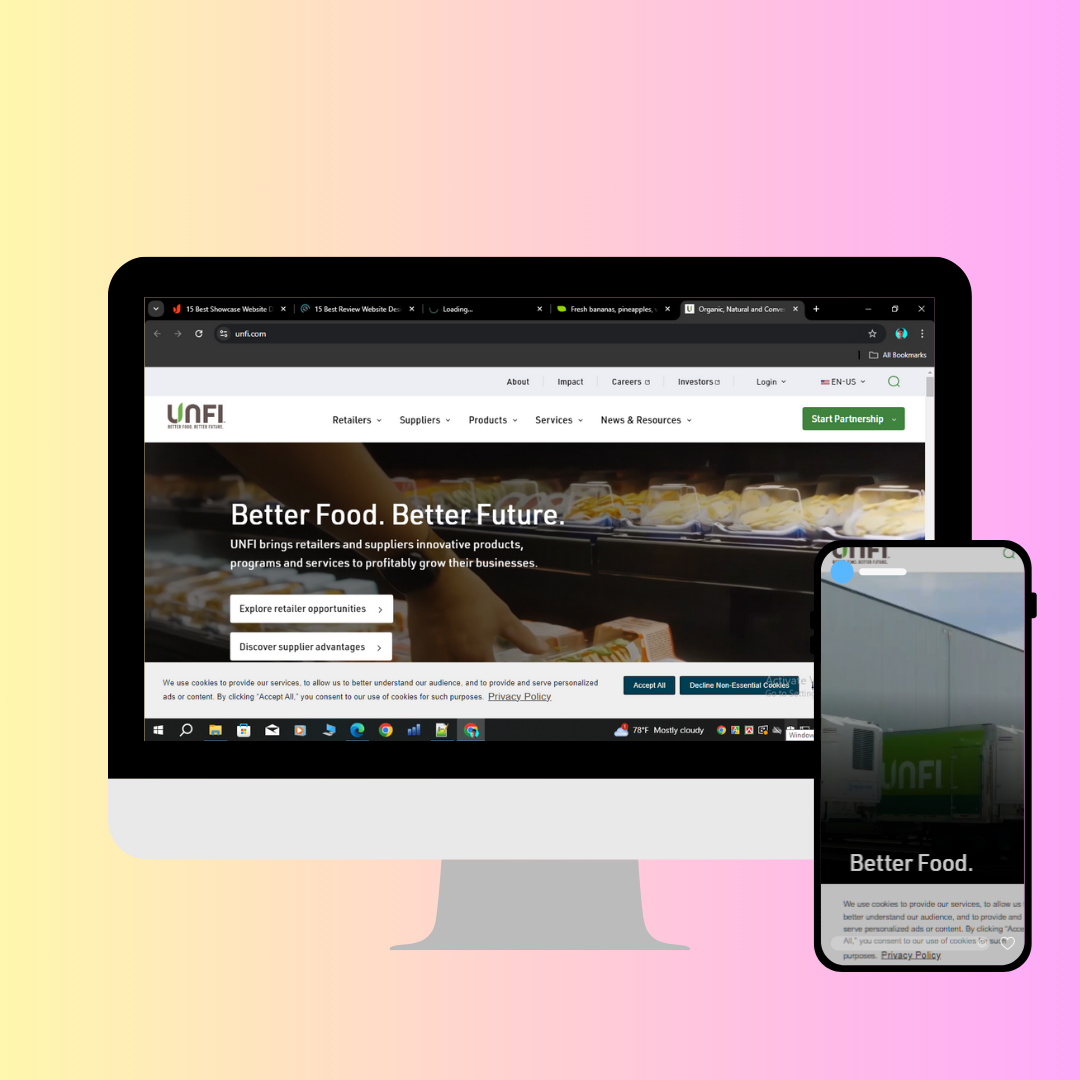 15 Best Showcase Website D
15 Best Review Website Des
Loading...
Fresh bananas, pineapples,
Organic, Natural and Conve
unfi.com
All Bookmarks
About
Impact
Careers
Investors
Login
EN-US
UNFI
BETTER FOOD. BETTER FUTURE.
Retailers
Suppliers
Products
Services
News & Resources
Start Partnership
Better Food. Better Future.
UNFI brings retailers and suppliers innovative products,
programs and services to profitably grow their businesses.
Explore retailer opportunities
Discover supplier advantages
We use cookies to provide our services, to allow us to better understand our audience, and to provide and serve personalized
ads or content. By clicking "Accept All," you consent to our use of cookies for such purposes. Privacy Policy
Accept All
Decline Non-Essential Cookies
Activate
Go to Settin
78°F Mostly cloudy
Window
UNFI
UNFI
Better Food.
We use cookies to provide our services, to allow us
better understand our audience, and to provide and
serve personalized ads or content. By clicking "Acce
All," you consent to our use of cookies for such
purposes. Privacy Policy